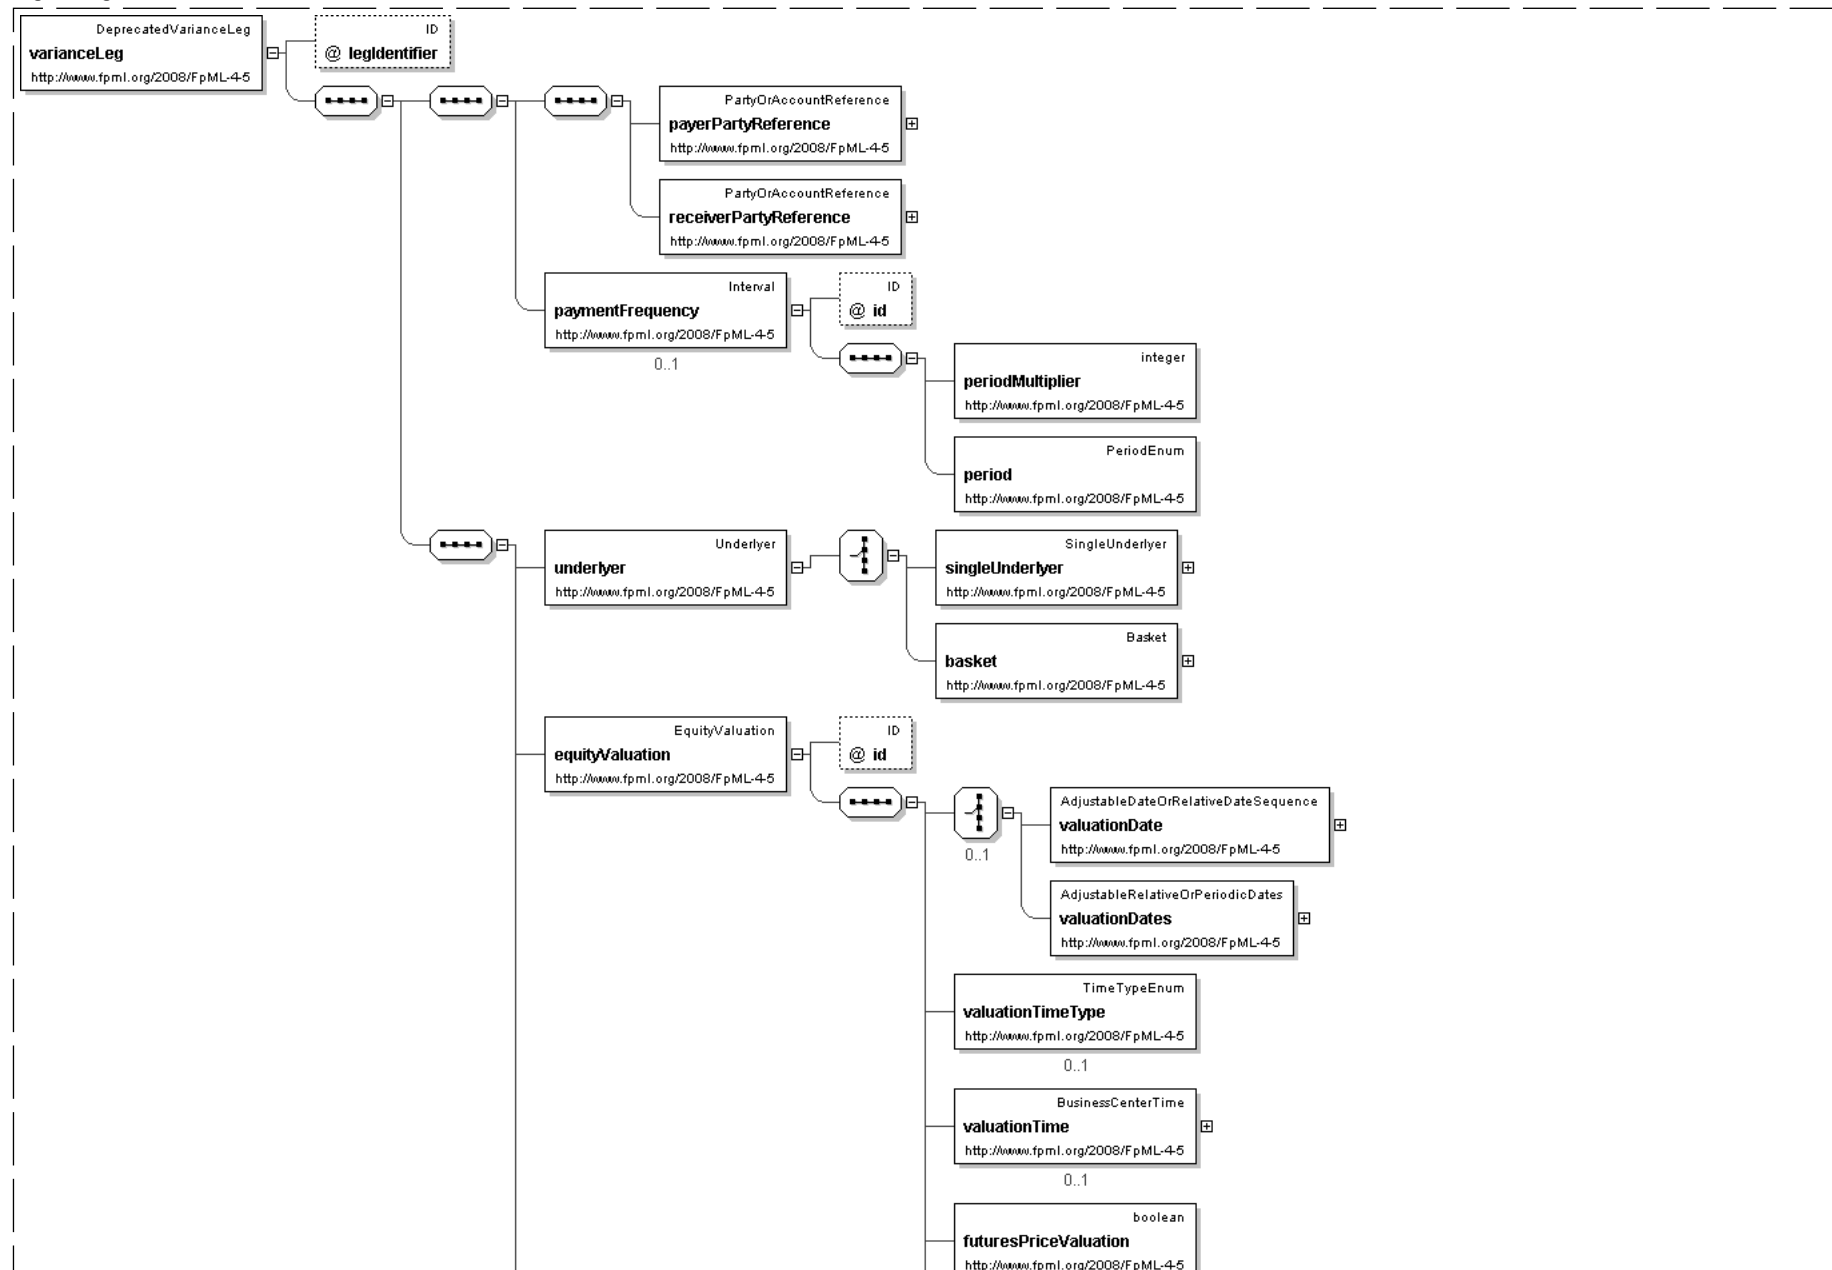 DeprecatedVarianceLeg
varianceLeg
http://www.fpml.org/2008/FpML-4-5
ID
@ legIdentifier
PartyOrAccountReference
payerPartyReference
http://www.fpml.org/2008/FpML-4-5
PartyOrAccountReference
receiverPartyReference
http://www.fpml.org/2008/FpML-4-5
Interval
paymentFrequency
http://www.fpml.org/2008/FpML-4-5
0..1
ID
@ id
integer
periodMultiplier
http://www.fpml.org/2008/FpML-4-5
PeriodEnum
period
http://www.fpml.org/2008/FpML-4-5
Underlyer
underlyer
http://www.fpml.org/2008/FpML-4-5
SingleUnderlyer
singleUnderlyer
http://www.fpml.org/2008/FpML-4-5
Basket
basket
http://www.fpml.org/2008/FpML-4-5
EquityValuation
equityValuation
http://www.fpml.org/2008/FpML-4-5
ID
@ id
0..1
AdjustableDateOrRelativeDateSequence
valuationDate
http://www.fpml.org/2008/FpML-4-5
AdjustableRelativeOrPeriodicDates
valuationDates
http://www.fpml.org/2008/FpML-4-5
TimeTypeEnum
valuationTimeType
http://www.fpml.org/2008/FpML-4-5
0..1
BusinessCenterTime
valuationTime
http://www.fpml.org/2008/FpML-4-5
0..1
boolean
futuresPriceValuation
http://www.fpml.org/2008/FpML-4-5